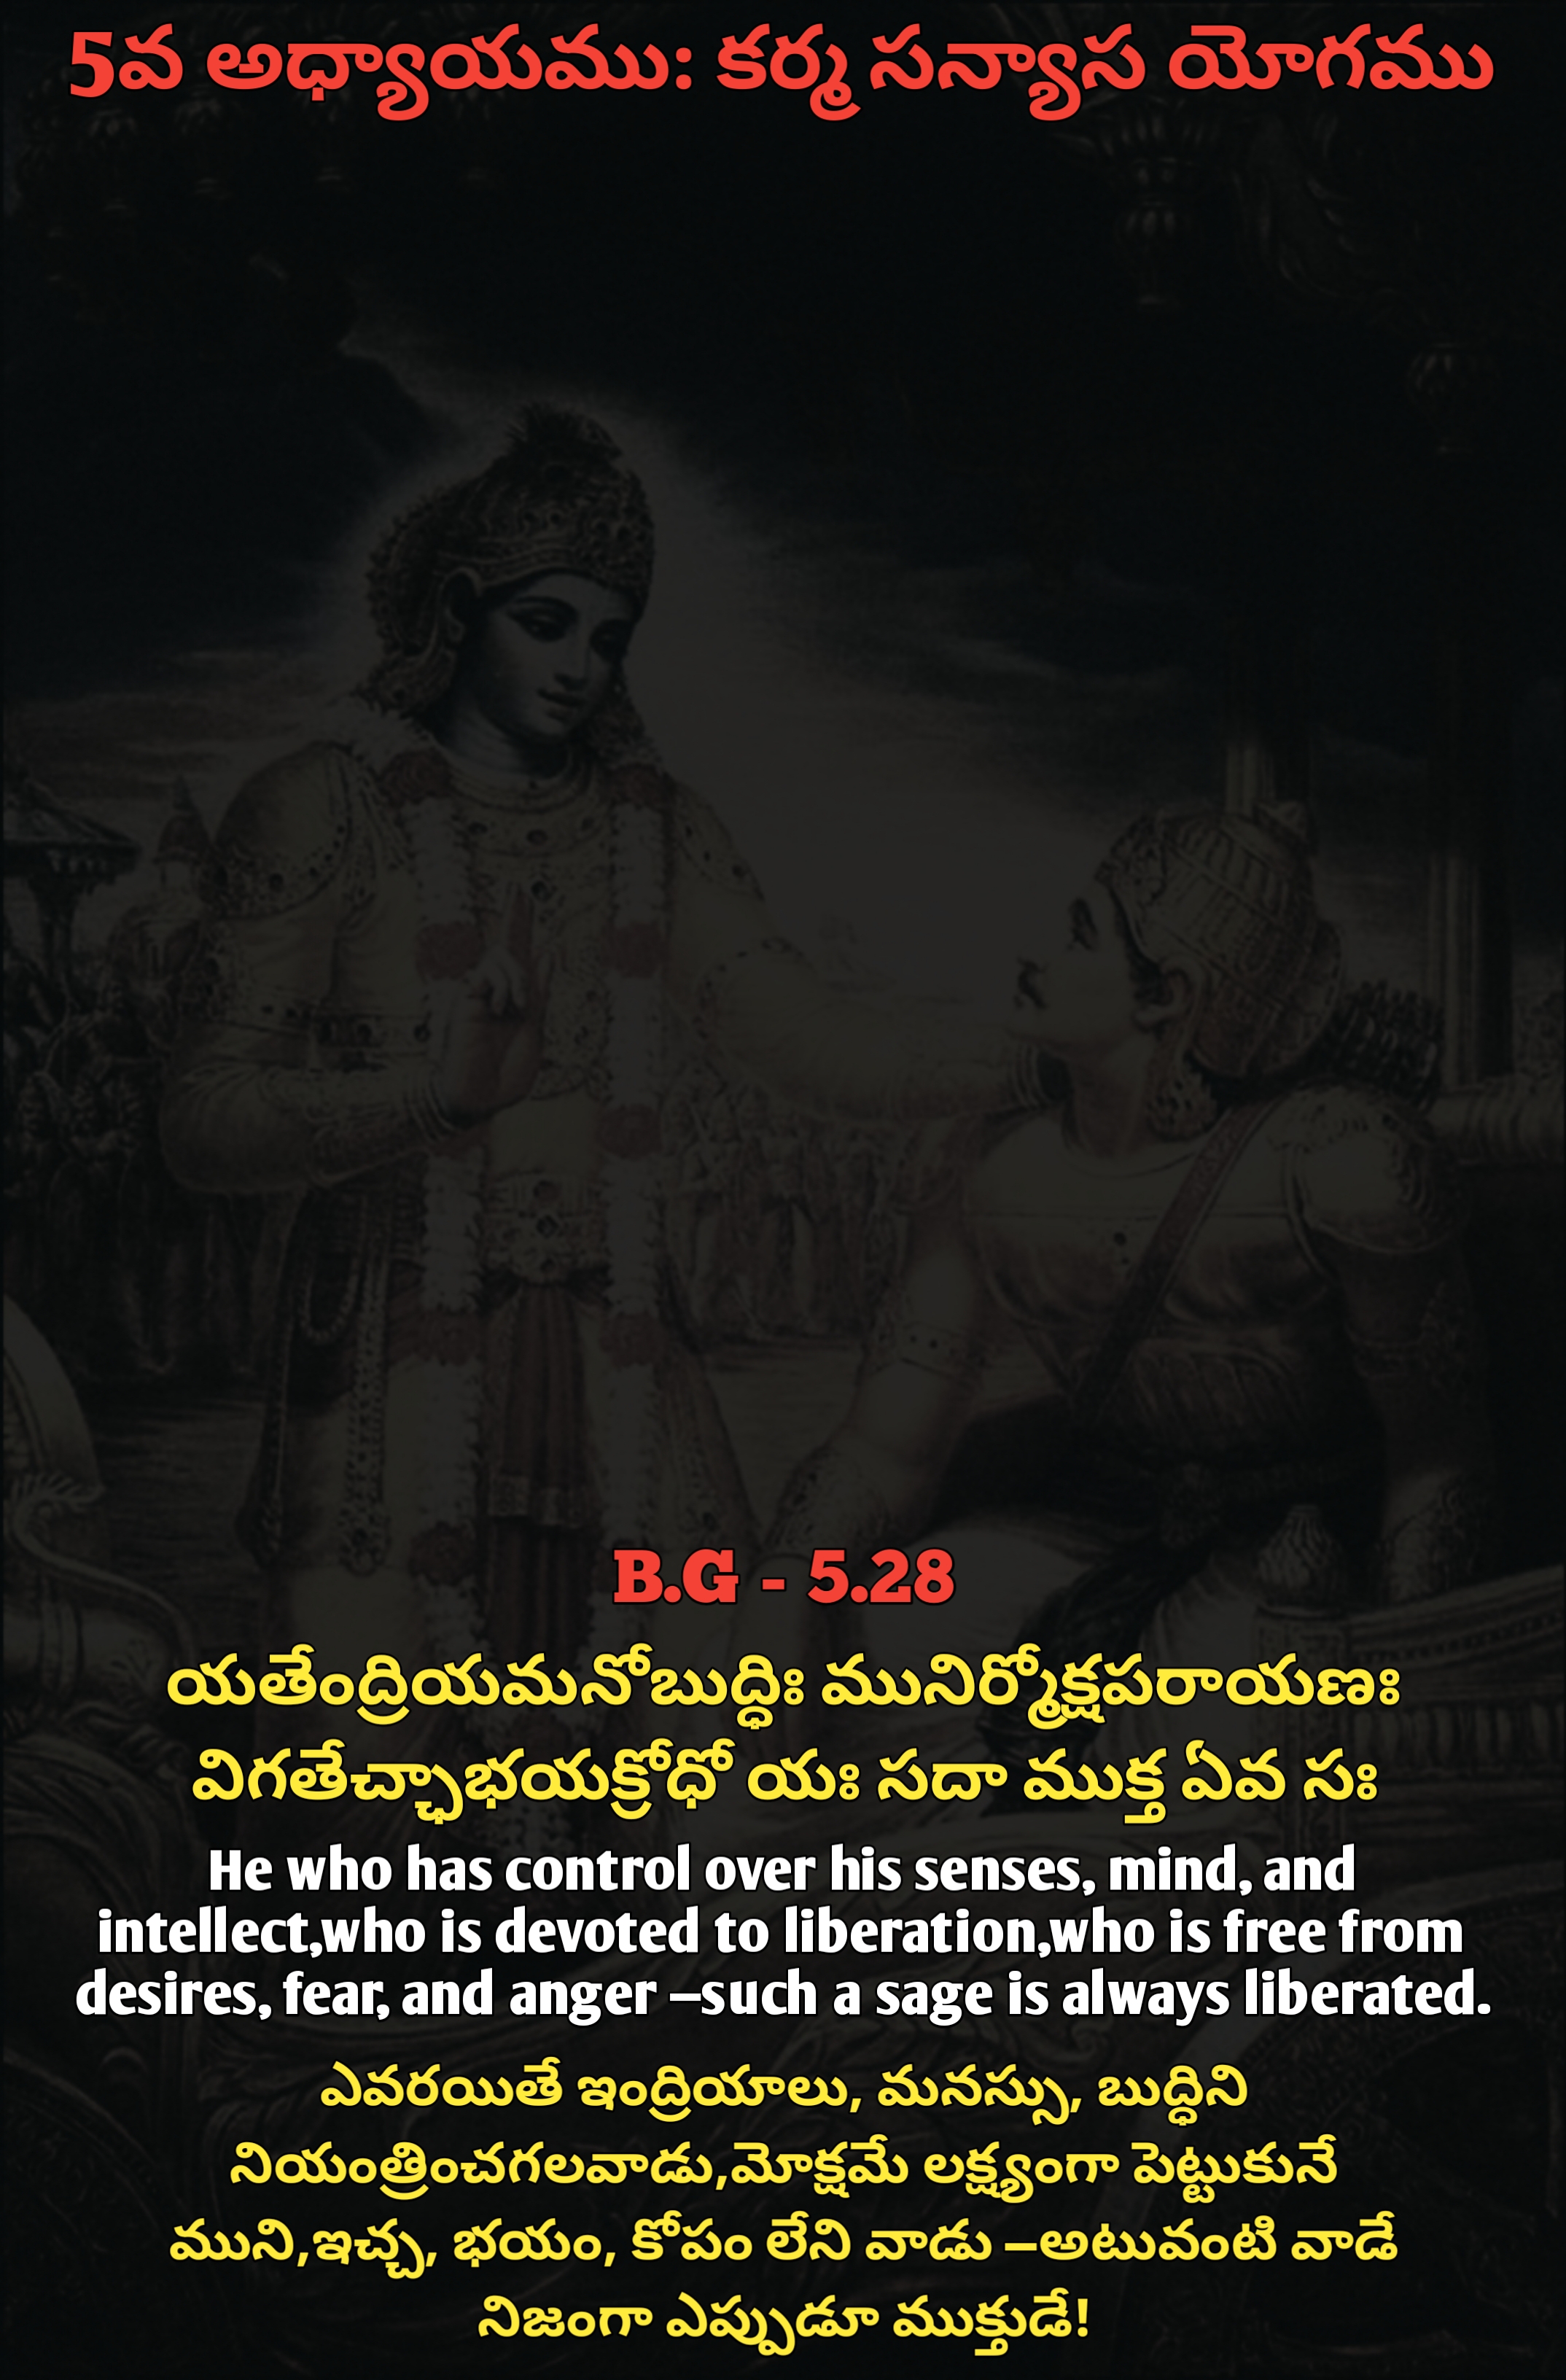 5వ అధ్యాయము: కర్మ సన్యాస యోగము
B.G - 5.28
యతేంద్రియమనోబుద్ధిః మునిర్మోక్షపరాయణః
విగతేచ్ఛాభయక్రోధో యః సదా ముక్త ఏవ సః
He who has control over his senses, mind, and
intellect,who is devoted to liberation,who is free from
desires, fear, and anger —such a sage is always liberated.
ఎవరయితే ఇంద్రియాలు, మనస్సు, బుద్ధిని
నియంత్రించగలవాడు,మోక్షమే లక్ష్యంగా పెట్టుకునే
ముని,ఇచ్చ, భయం, కోపం లేని వాడు —అటువంటి వాడే
నిజంగా ఎప్పుడూ ముక్తుడే!